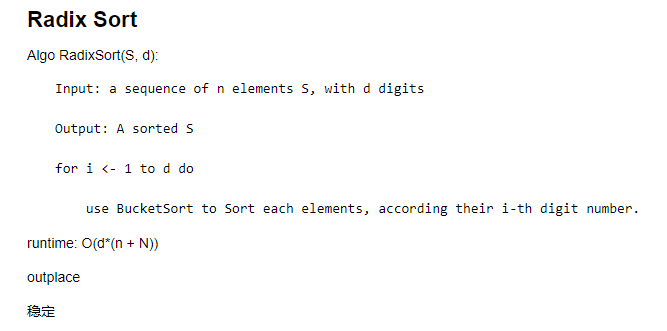 Radix Sort
Algo RadixSort(S, d):
Input: a sequence of n elements S, with d digits
Output: A sorted S
for i <- 1 to d do
use BucketSort to Sort each elements, according their i-th digit number.
runtime: O(d*(n + N))
outplace
稳定